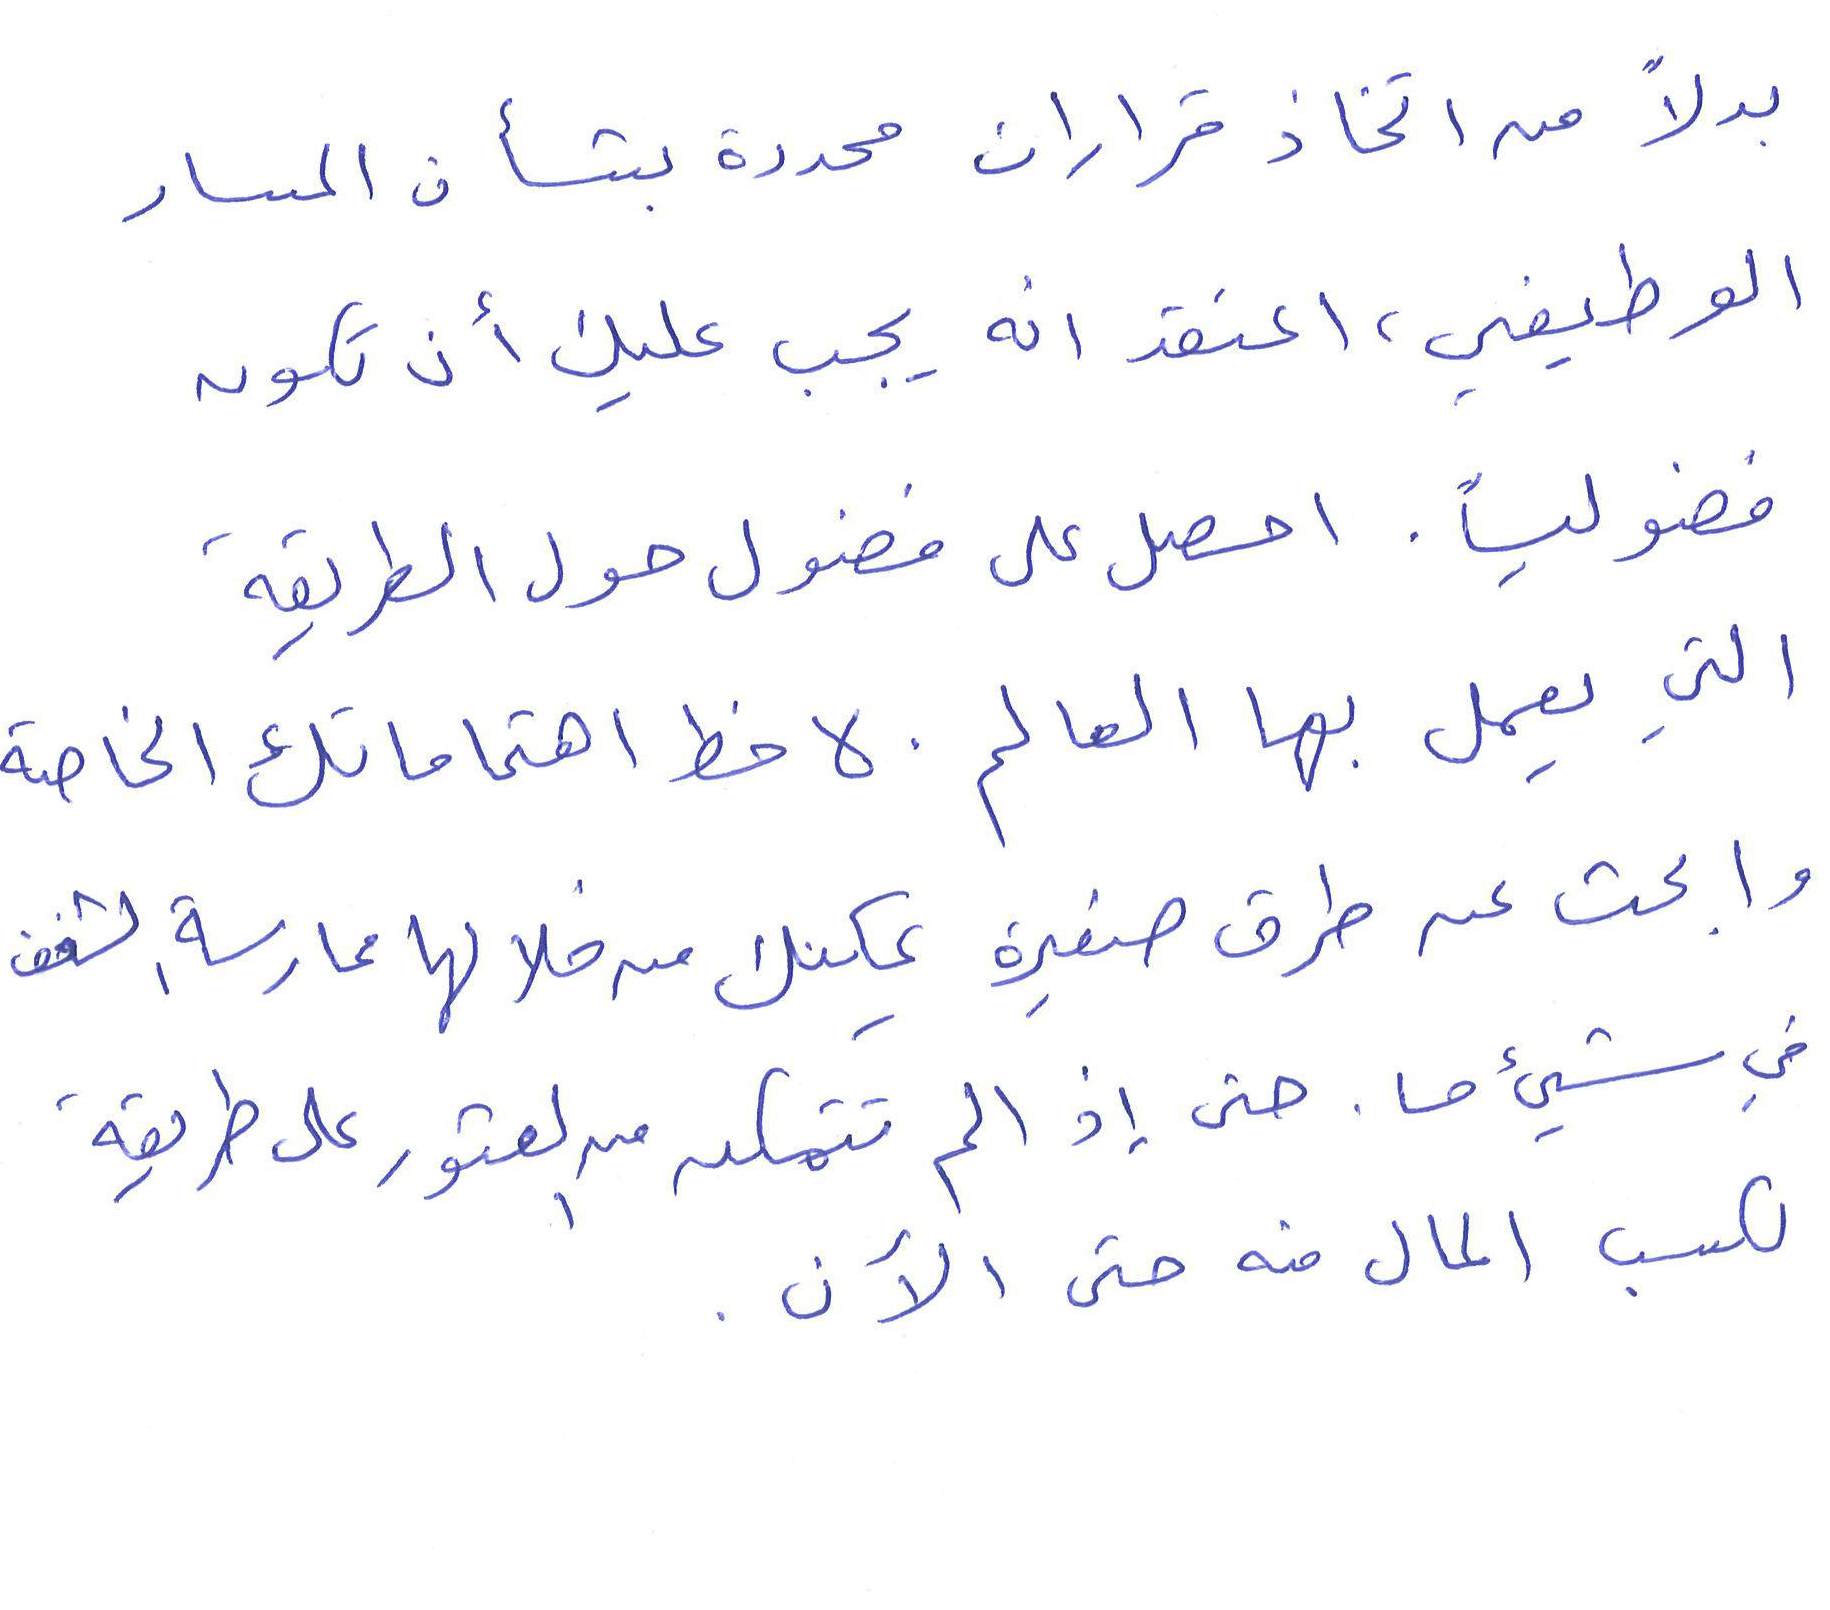 بدلاً من اتخاذ قرارات محددة بشأن المسار
الوظيفي، اعتقد انه يجب عليك أن تكون
فضولياً. احصل على فضول حول الطريقة
التي يعمل بها العالم. لاحظ اهتماماتك الخاصة
وابحث عن طرق صغيرة يمكنك من خلالها ممارسة الشغف
في شيئ ما. حتى إذا لم تتمكن من العثور على طريقة
لكسب المال منه حتى الآن.